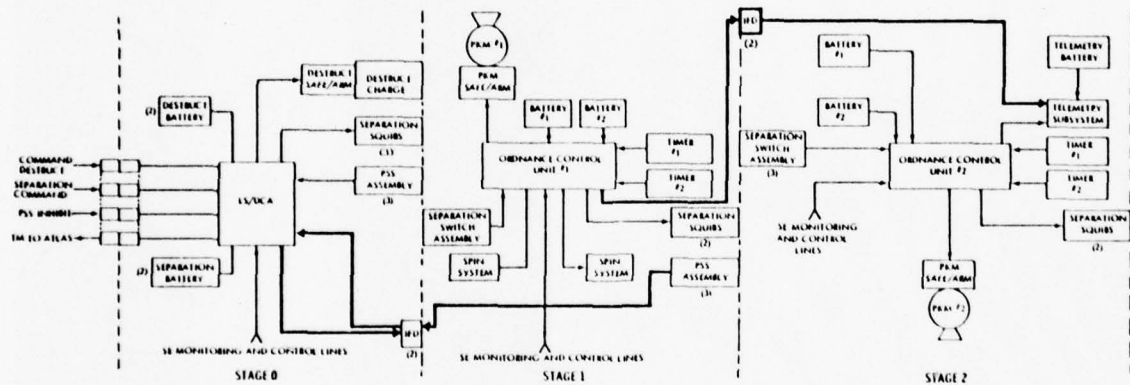 (2)
DESTRUCT
BATTERY
COMMAND
DESTRUCT
SEPARATION
COMMAND
PSS INHIBIT
TM TO ATLAS
(2)
SEPARATION
BATTERY
LS/DCA
DESTRUCT
SAFE/ARM
DESTRUCT
CHARGE
SEPARATION
SQUIBS
PSS
ASSEMBLY
(3)
IFD
(2)
SE MONITORING AND CONTROL LINES
STAGE 0
PKM #1
PKM
SAFE/ARM
BATTERY
#1
BATTERY
#2
ORDNANCE CONTROL
UNIT #1
TIMER
#1
TIMER
#2
SEPARATION
SWITCH
ASSEMBLY
SEPARATION
SQUIBS
(2)
SPIN
SYSTEM
SPIN
SYSTEM
PSS
ASSEMBLY
(3)
SE MONITORING AND CONTROL LINES
STAGE 1
IFD
(2)
BATTERY
#1
TELEMETRY
BATTERY
BATTERY
#2
TELEMETRY
SUBSYSTEM
SEPARATION
SWITCH
ASSEMBLY
(3)
ORDNANCE CONTROL
UNIT #2
TIMER
#1
TIMER
#2
SE MONITORING
AND CONTROL
LINES
SEPARATION
SQUIBS
(2)
PKM
SAFE/ARM
PKM #2
STAGE 2